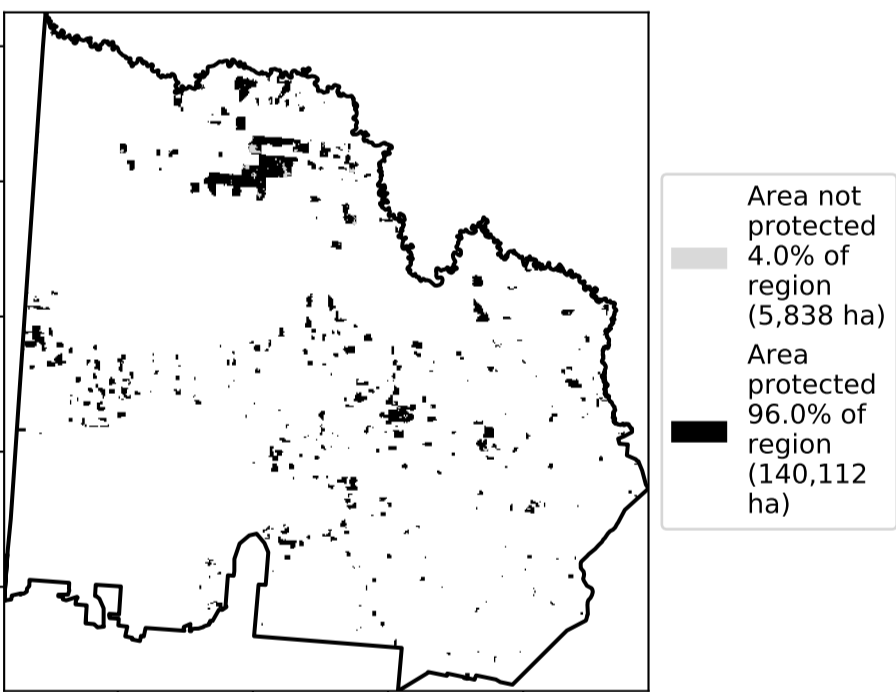 Area not
protected
4.0% of
region
(5,838 ha)
Area
protected
96.0% of
region
(140,112
ha)